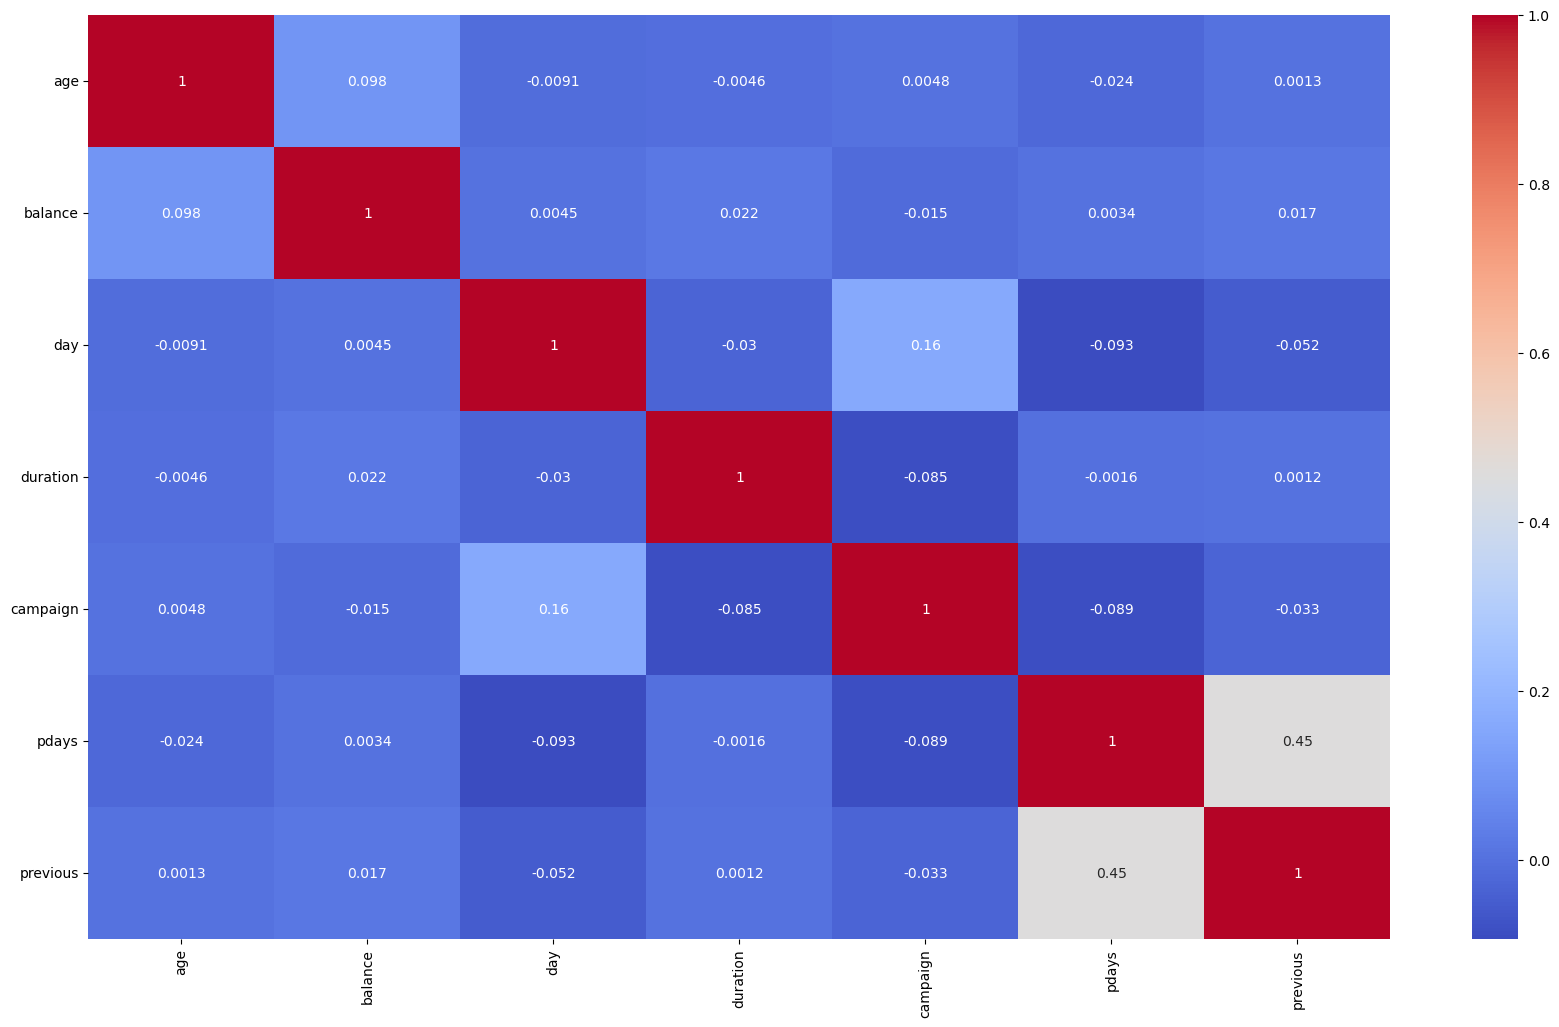 age 1 0.098 -0.0091 -0.0046 0.0048 -0.024 0.0013
balance 0.098 1 0.0045 0.022 -0.015 0.0034 0.017
day -0.0091 0.0045 1 -0.03 0.16 -0.093 -0.052
duration -0.0046 0.022 -0.03 1 -0.085 -0.0016 0.0012
campaign 0.0048 -0.015 0.16 -0.085 1 -0.089 -0.033
pdays -0.024 0.0034 -0.093 -0.0016 -0.089 1 0.45
previous 0.0013 0.017 -0.052 0.0012 -0.033 0.45 1
age balance day duration campaign pdays previous
1.0
0.8
0.6
0.4
0.2
0.0